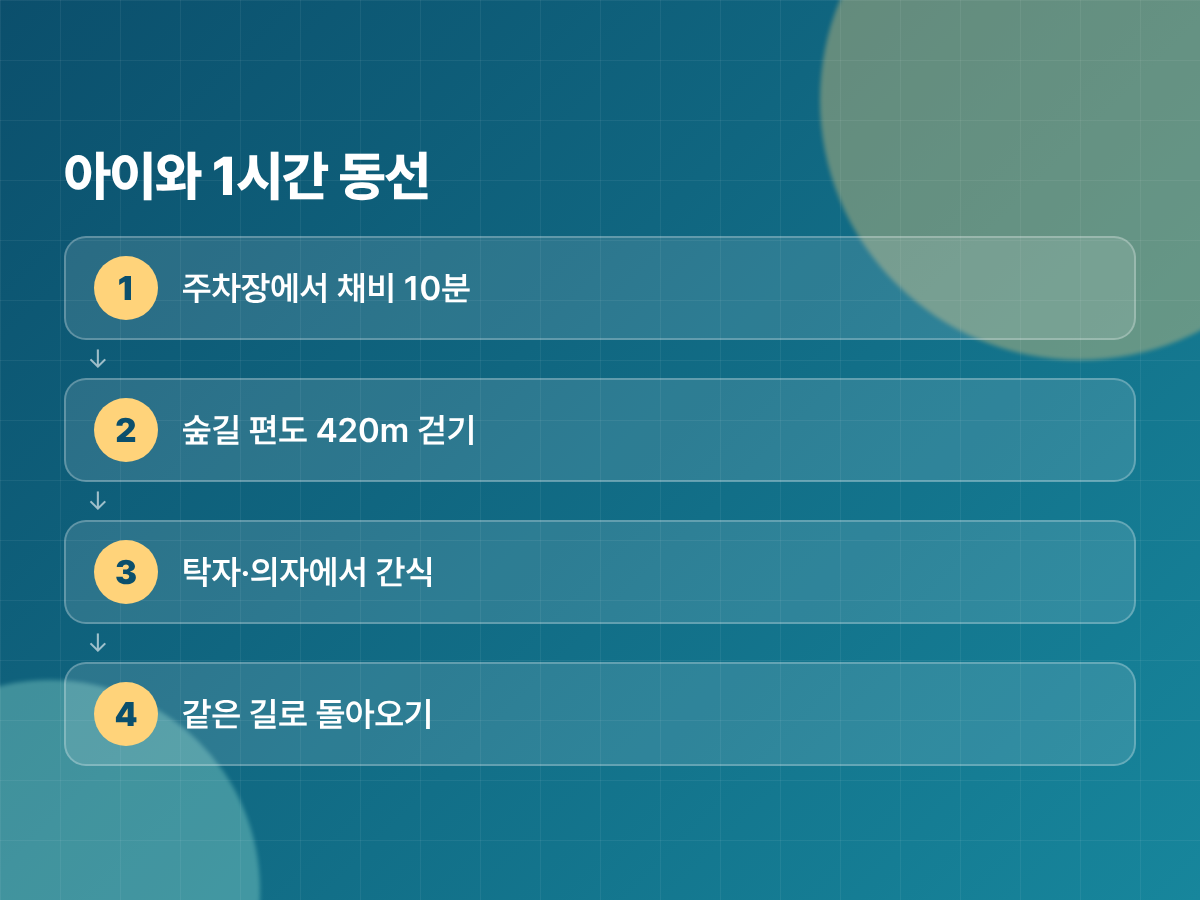 아이와 1시간 동선
1 주차장에서 채비 10분
↓
2 숲길 편도 420m 걷기
↓
3 탁자·의자에서 간식
↓
4 같은 길로 돌아오기